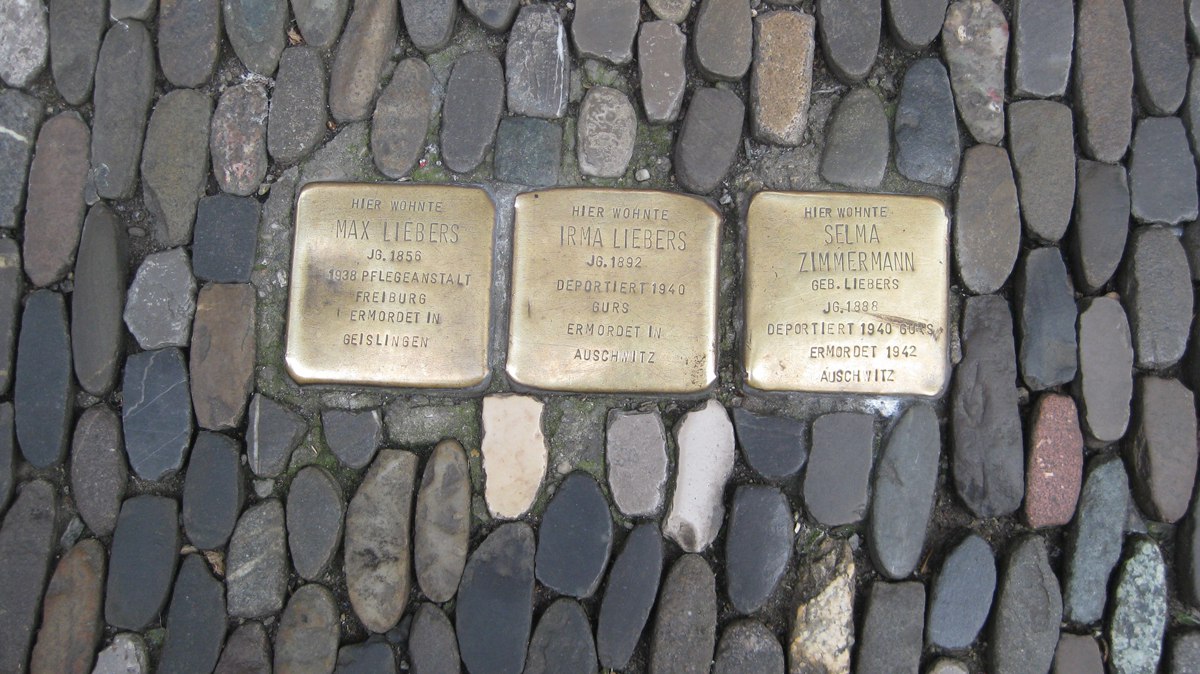 HIER WOHNTE
MAX LIEBERS
JG. 1856
1938 PFLEGEANSTALT
FREIBURG
ERMORDET IN
GEISLINGEN
HIER WOHNTE
IRMA LIEBERS
JG. 1892
DEPORTIERT 1940
GURS
ERMORDET IN
AUSCHWITZ
HIER WOHNTE
SELMA
ZIMMERMANN
GEB. LIEBERS
JG. 1888
DEPORTIERT 1940 GURS
ERMORDET 1942
AUSCHWITZ